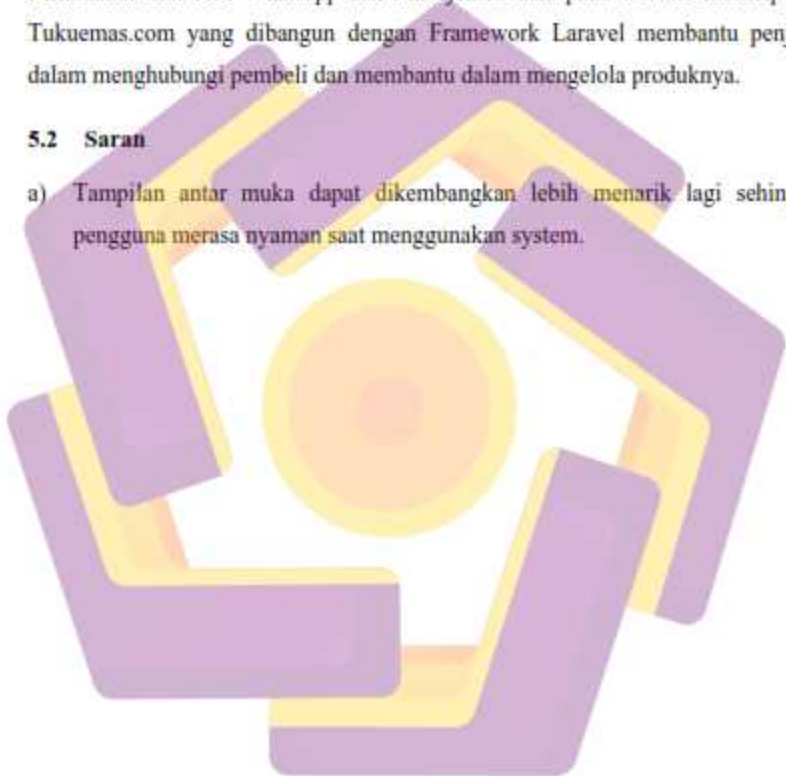 Tukuemas.com yang dibangun dengan Framework Laravel membantu
dalam menghubungi pembeli dan membantu dalam mengelola produknya.
5.2 Saran
a) Tampilan antar muka dapat dikembangkan lebih menarik lagi
pengguna merasa nyaman saat menggunakan system.